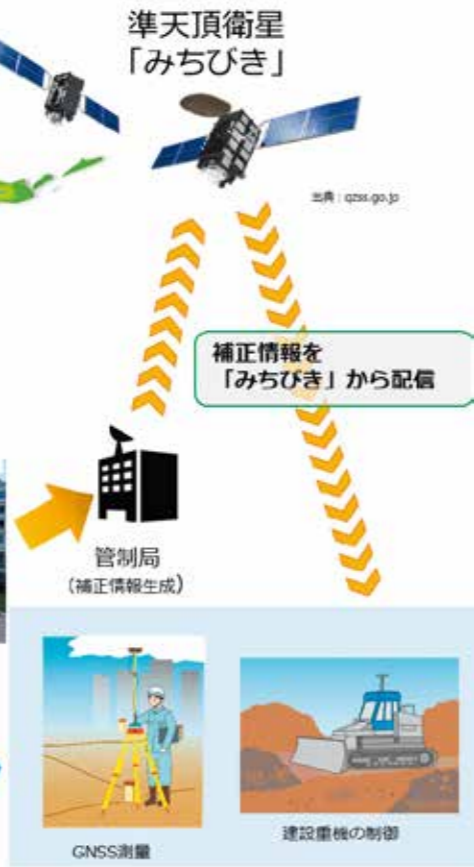 準天頂衛星
「みちびき」
出典：qzss.go.jp
補正情報を
「みちびき」から配信
管制局
（補正情報生成）
GNSS測量
建設重機の制御